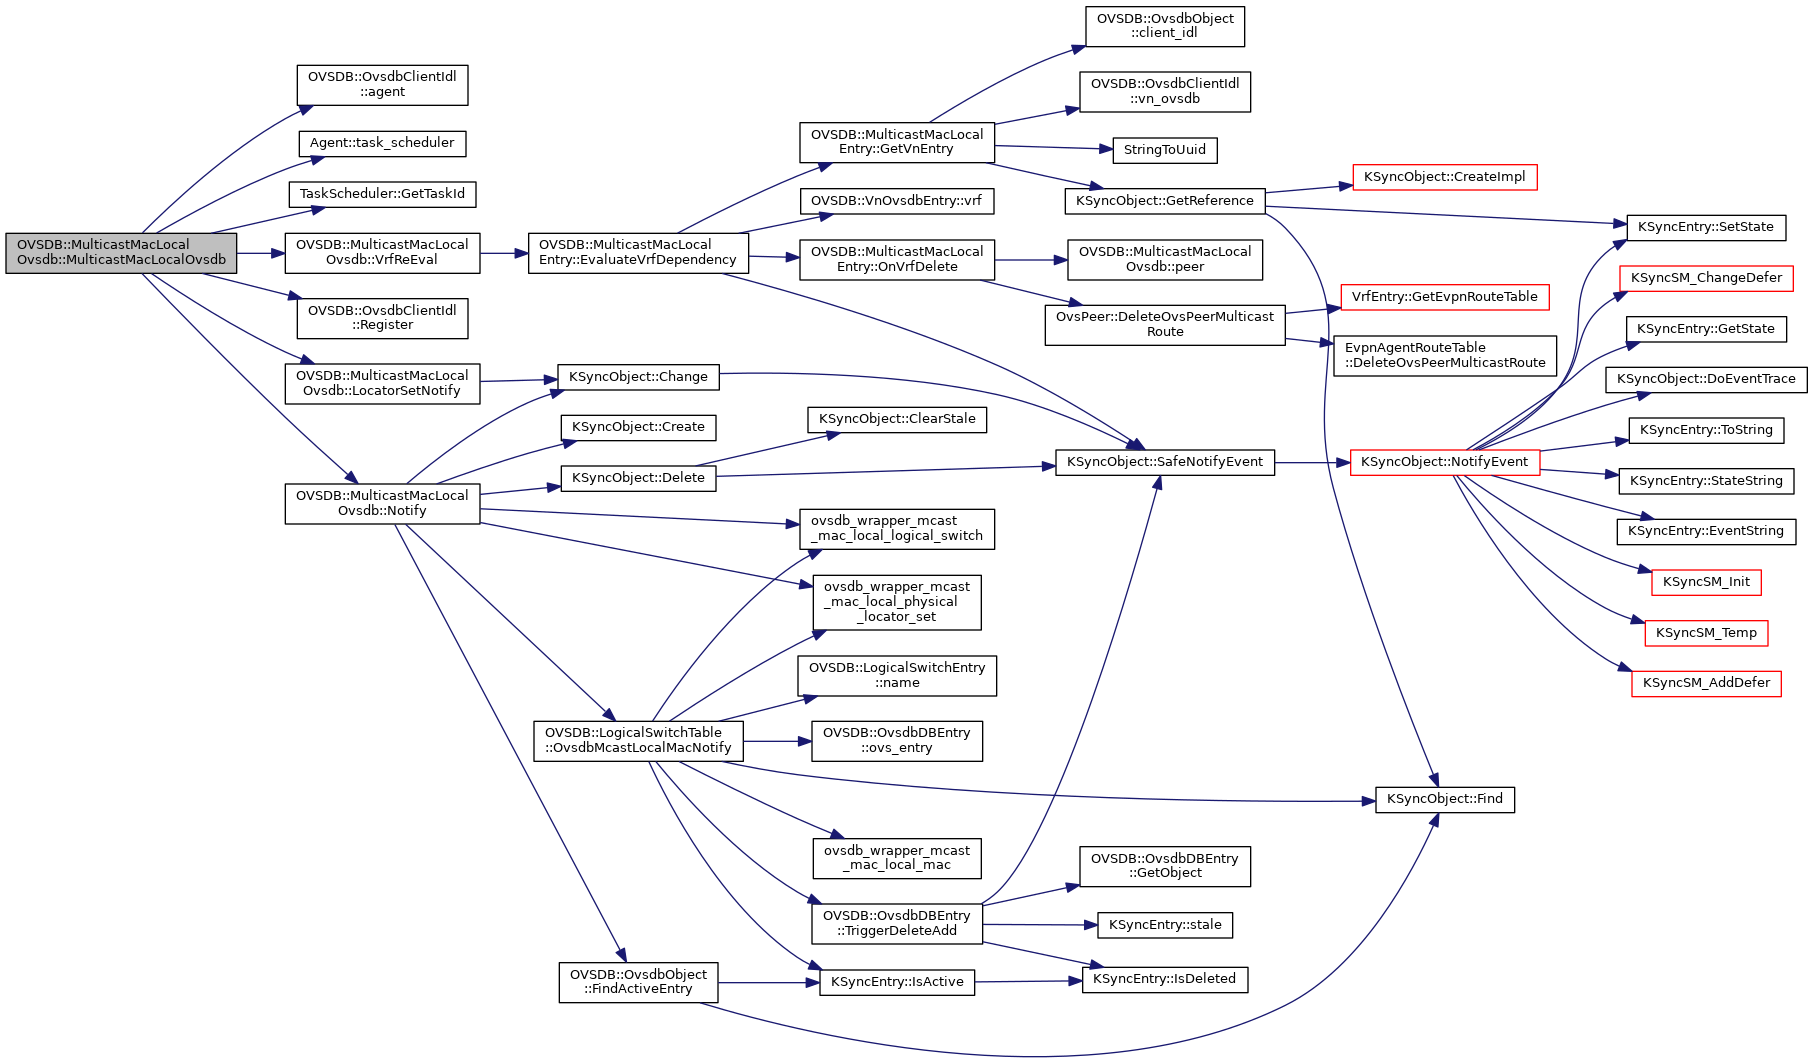 OVSDB::MulticastMacLocal
Ovsdb::MulticastMacLocalOvsdb
OVSDB::OvsdbClientIdl
::agent
Agent::task_scheduler
TaskScheduler::GetTaskId
OVSDB::MulticastMacLocal
Ovsdb::VrfReEval
OVSDB::OvsdbClientIdl
::Register
OVSDB::MulticastMacLocal
Ovsdb::LocatorSetNotify
OVSDB::MulticastMacLocal
Ovsdb::Notify
OVSDB::MulticastMacLocal
Entry::EvaluateVrfDependency
KSyncObject::Change
KSyncObject::Create
KSyncObject::Delete
OVSDB::LogicalSwitchTable
::OvsdbMcastLocalMacNotify
OVSDB::OvsdbObject
::FindActiveEntry
OVSDB::MulticastMacLocal
Entry::GetVnEntry
OVSDB::VnOvsdbEntry::vrf
OVSDB::MulticastMacLocal
Entry::OnVrfDelete
KSyncObject::ClearStale
ovsdb_wrapper_mcast
_mac_local_logical_switch
ovsdb_wrapper_mcast
_mac_local_physical
_locator_set
OVSDB::LogicalSwitchEntry
::name
OVSDB::OvsdbDBEntry
::ovs_entry
ovsdb_wrapper_mcast
_mac_local_mac
OVSDB::OvsdbDBEntry
::TriggerDeleteAdd
KSyncEntry::IsActive
OVSDB::OvsdbObject
::client_idl
OVSDB::OvsdbClientIdl
::vn_ovsdb
StringToUuid
KSyncObject::GetReference
OVSDB::MulticastMacLocal
Ovsdb::peer
OvsPeer::DeleteOvsPeerMulticast
Route
KSyncObject::SafeNotifyEvent
OVSDB::OvsdbDBEntry
::GetObject
KSyncEntry::stale
KSyncEntry::IsDeleted
KSyncObject::CreateImpl
VrfEntry::GetEvpnRouteTable
EvpnAgentRouteTable
::DeleteOvsPeerMulticastRoute
KSyncObject::NotifyEvent
KSyncObject::Find
KSyncEntry::SetState
KSyncSM_ChangeDefer
KSyncEntry::GetState
KSyncObject::DoEventTrace
KSyncEntry::ToString
KSyncEntry::StateString
KSyncEntry::EventString
KSyncSM_Init
KSyncSM_Temp
KSyncSM_AddDefer